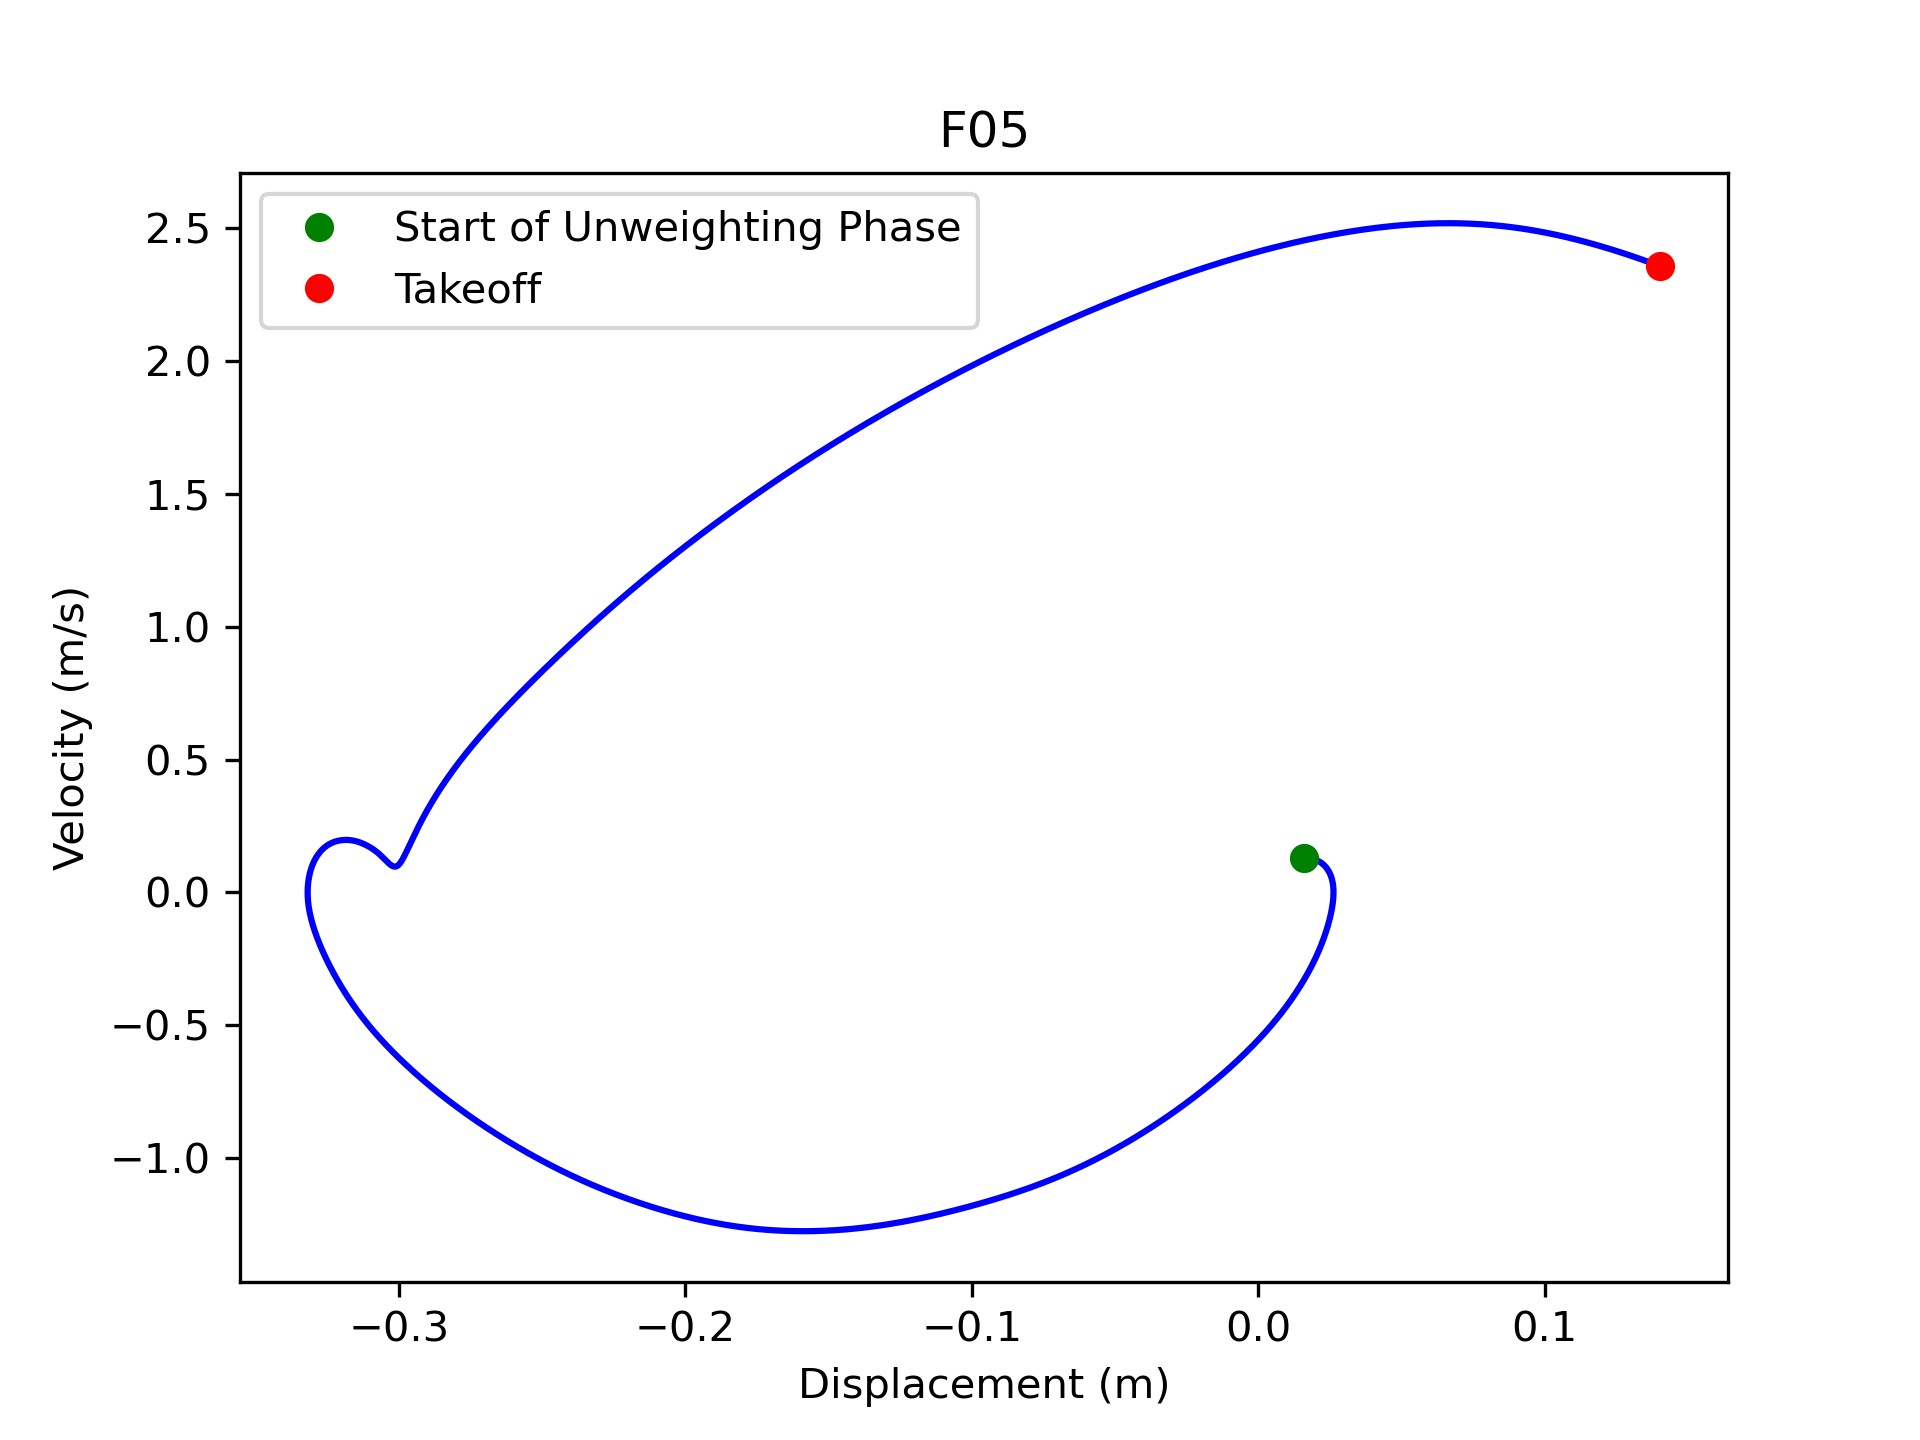 F05
Start of Unweighting Phase
Takeoff
2.5
2.0
1.5
1.0
0.5
0.0
−0.5
−1.0
Velocity (m/s)
−0.3 −0.2 −0.1 0.0 0.1
Displacement (m)